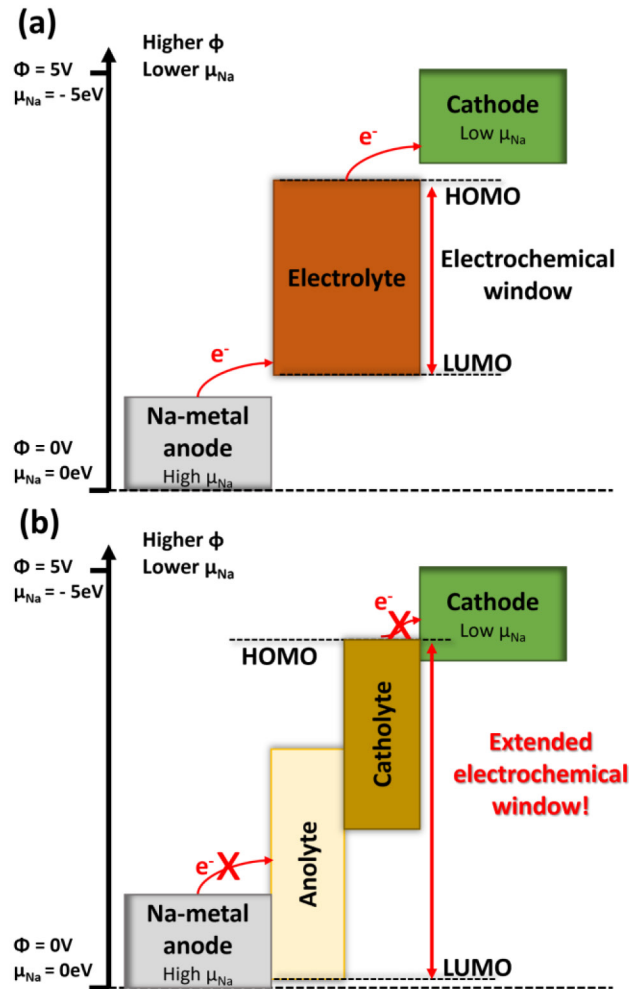 (a)
Higher ϕ
Lower μNa
Φ = 5V
μNa = - 5eV
Cathode
Low μNa
e-
HOMO
Electrolyte
Electrochemical
window
e-
LUMO
Na-metal
anode
High μNa
Φ = 0V
μNa = 0eV
(b)
Higher ϕ
Lower μNa
Φ = 5V
μNa = - 5eV
e-
X
Cathode
Low μNa
HOMO
Catholyte
Extended
electrochemical
window!
Anolyte
e-
X
Na-metal
anode
High μNa
Φ = 0V
μNa = 0eV
LUMO